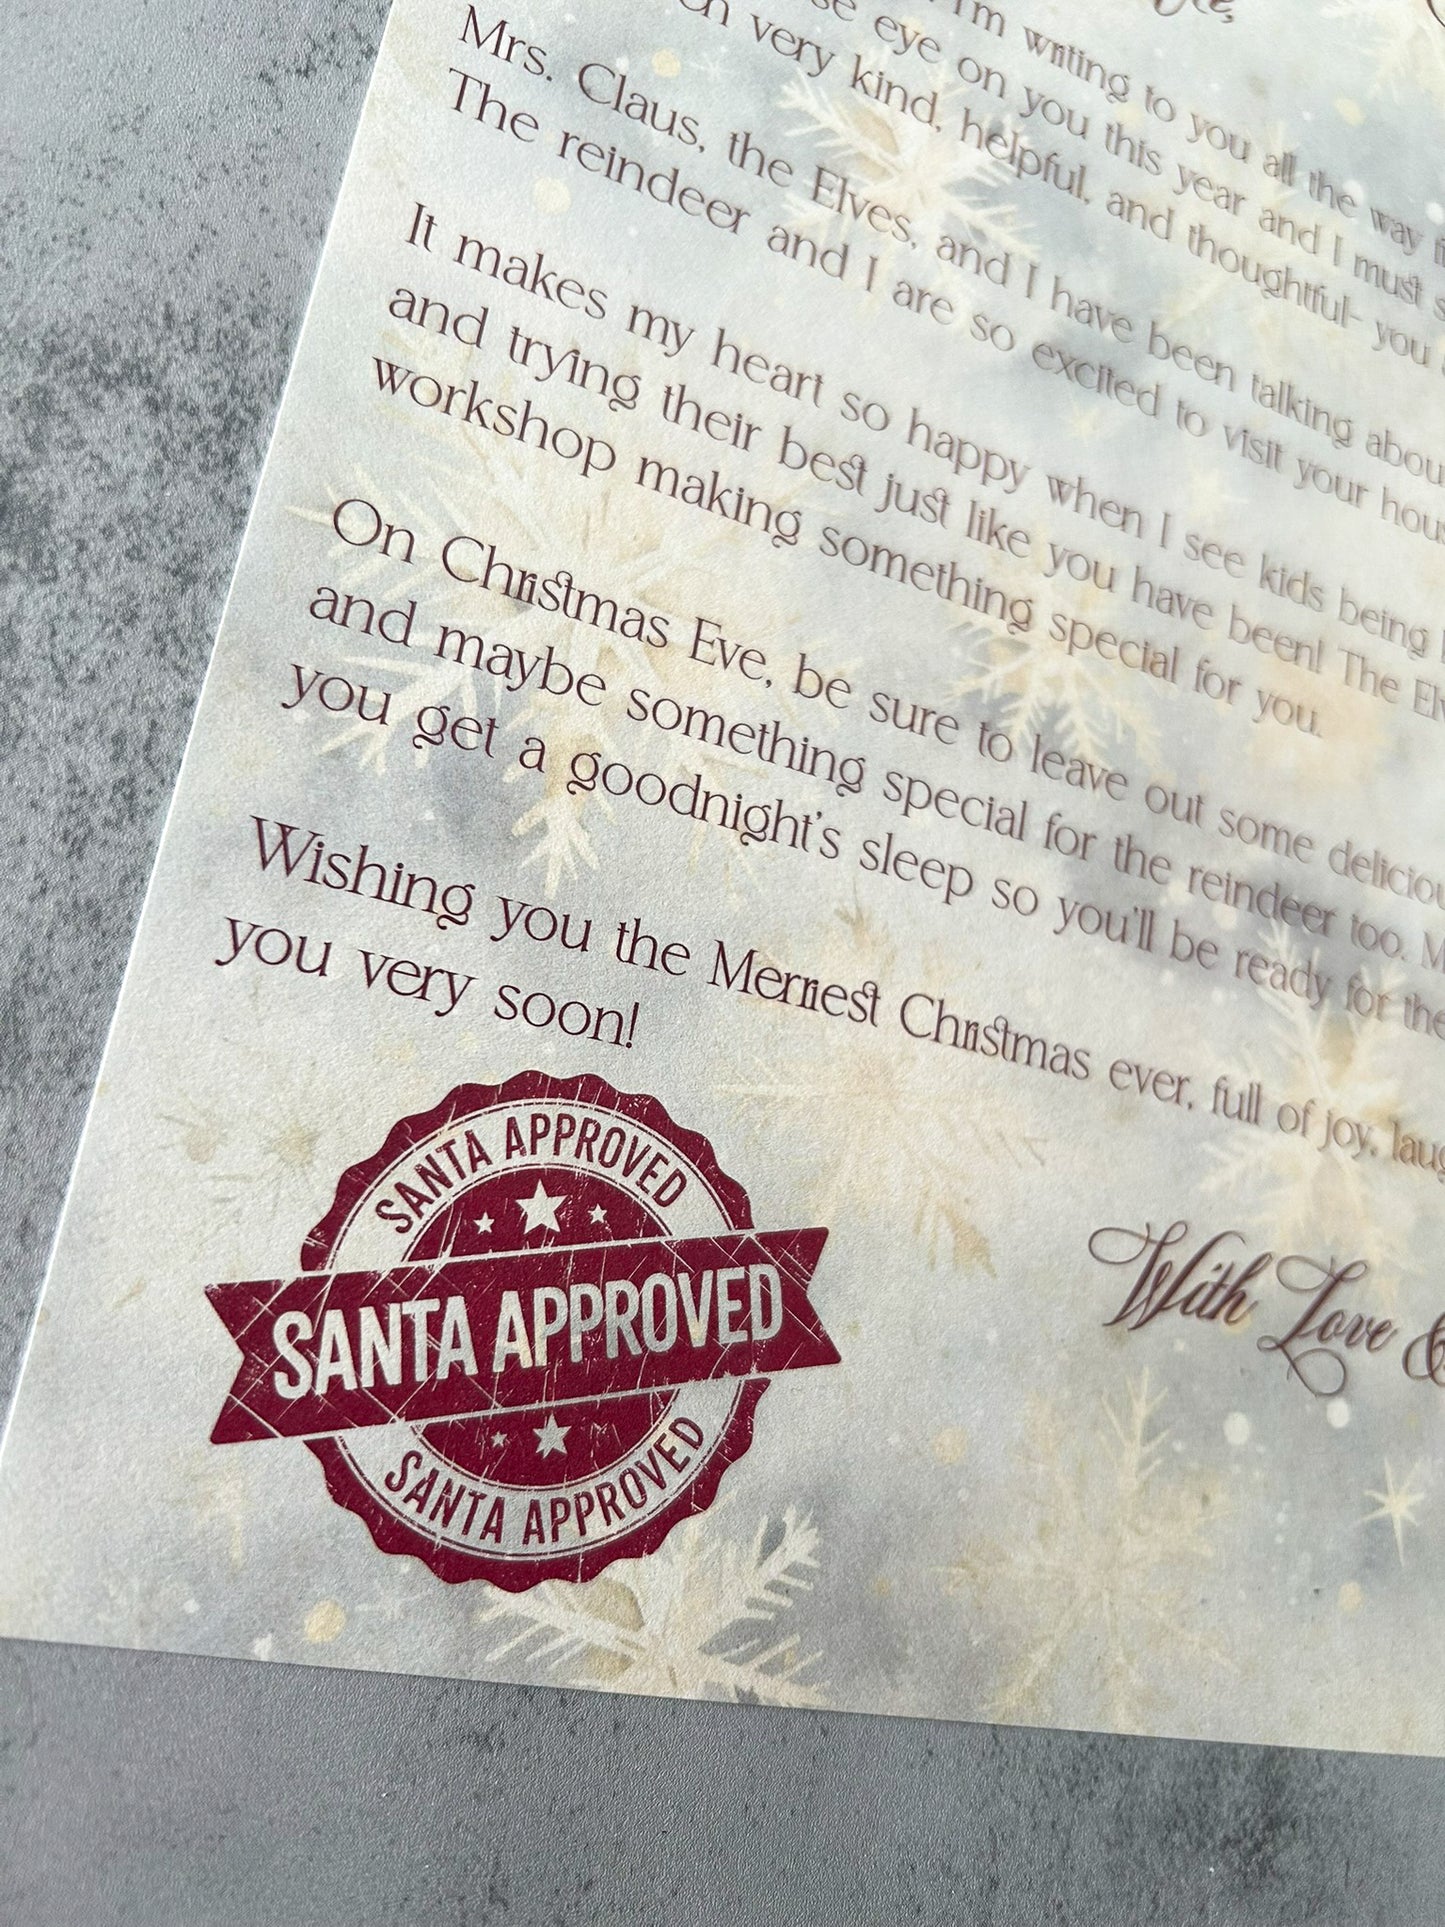 I'm writing to you all the way
eye on you this year and I must
very kind, helpful, and thoughtful- you
Mrs. Claus, the Elves, and I have been talking
The reindeer and I are so excited to visit your
It makes my heart so happy when I see kids being
and trying their best just like you have been! The
workshop making something special for you.
On Christmas Eve, be sure to leave out some
and maybe something special for the reindeer too.
you get a goodnight's sleep so you'll be ready for the
Wishing you the Merriest Christmas ever, full of joy,
you very soon!
SANTA APPROVED
SANTA APPROVED
SANTA APPROVED
With Love &